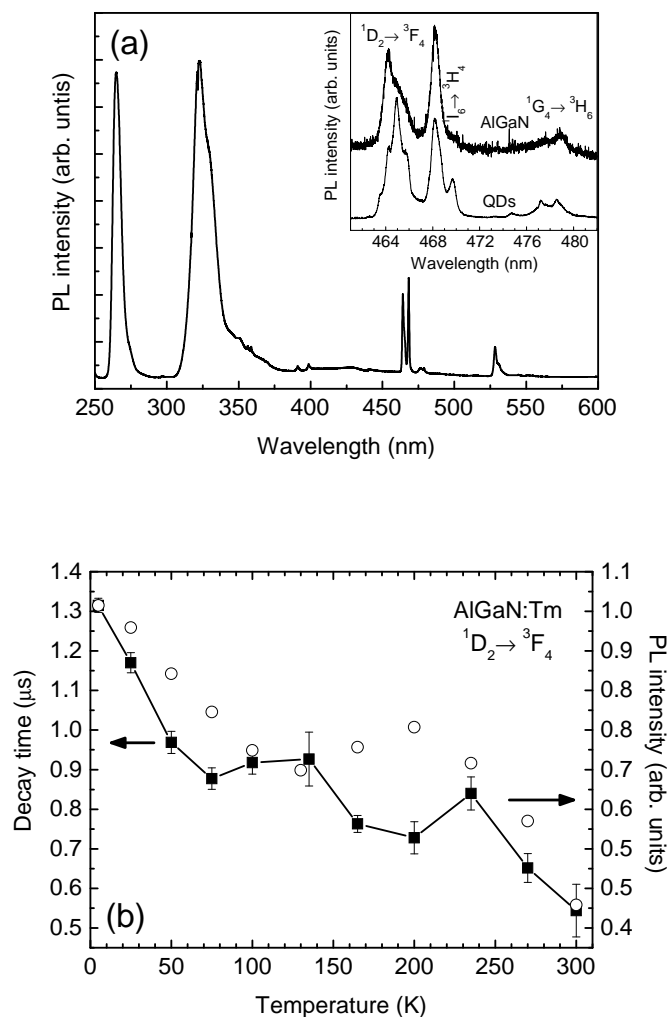 (a)
PL intensity (arb. untis)
250 300 350 400 450 500 550 600
Wavelength (nm)
PL intensity (arb. units)
¹D₂→ ³F₄
¹I₆ → ³H₄
¹G₄→ ³H₆
AlGaN
QDs
464 468 472 476 480
Wavelength (nm)
1.4
1.3
1.2
1.1
1.0
0.9
0.8
0.7
0.6
0.5
Decay time (μs)
AlGaN:Tm
¹D₂→ ³F₄
(b)
1.1
1.0
0.9
0.8
0.8
0.7
0.6
0.5
0.5
0.4
PL intensity
(arb. units)
0 50 100 150 200 250 300
Temperature (K)